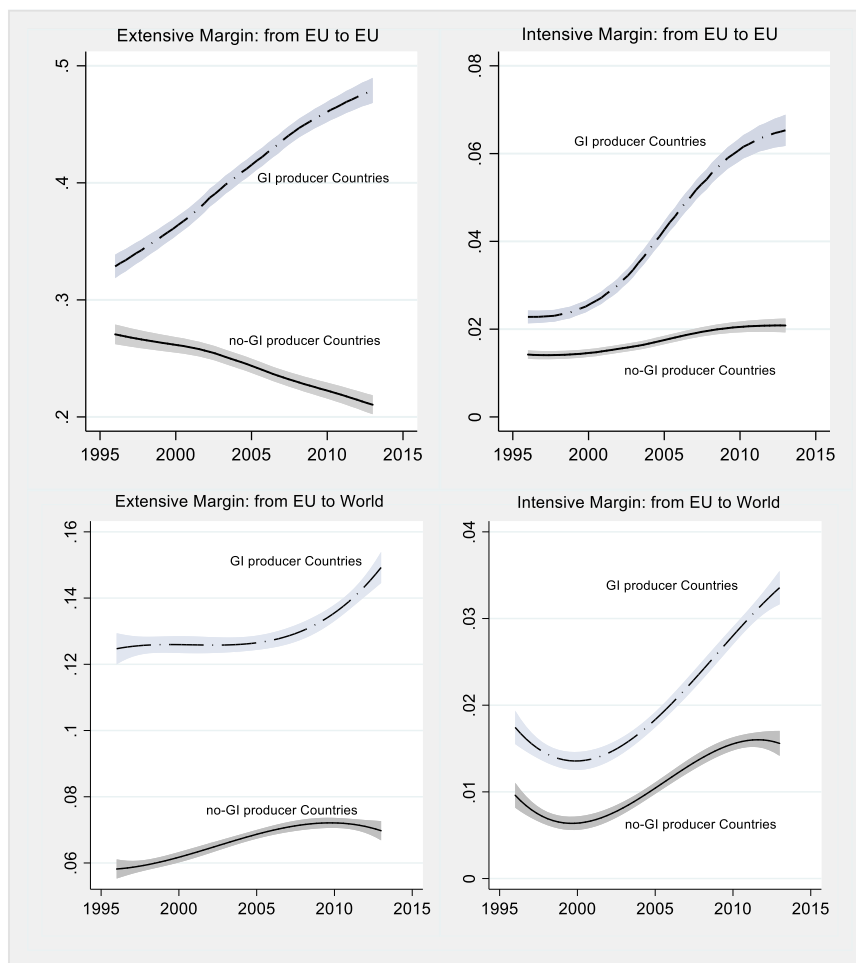 Extensive Margin: from EU to EU
.5
.4
.3
.2
GI producer Countries
no-GI producer Countries
1995 2000 2005 2010 2015
Intensive Margin: from EU to EU
.08
.06
.04
.02
0
GI producer Countries
no-GI producer Countries
1995 2000 2005 2010 2015
Extensive Margin: from EU to World
.16
.14
.12
.1
.08
.06
GI producer Countries
no-GI producer Countries
1995 2000 2005 2010 2015
Intensive Margin: from EU to World
.04
.03
.02
.01
0
GI producer Countries
no-GI producer Countries
1995 2000 2005 2010 2015